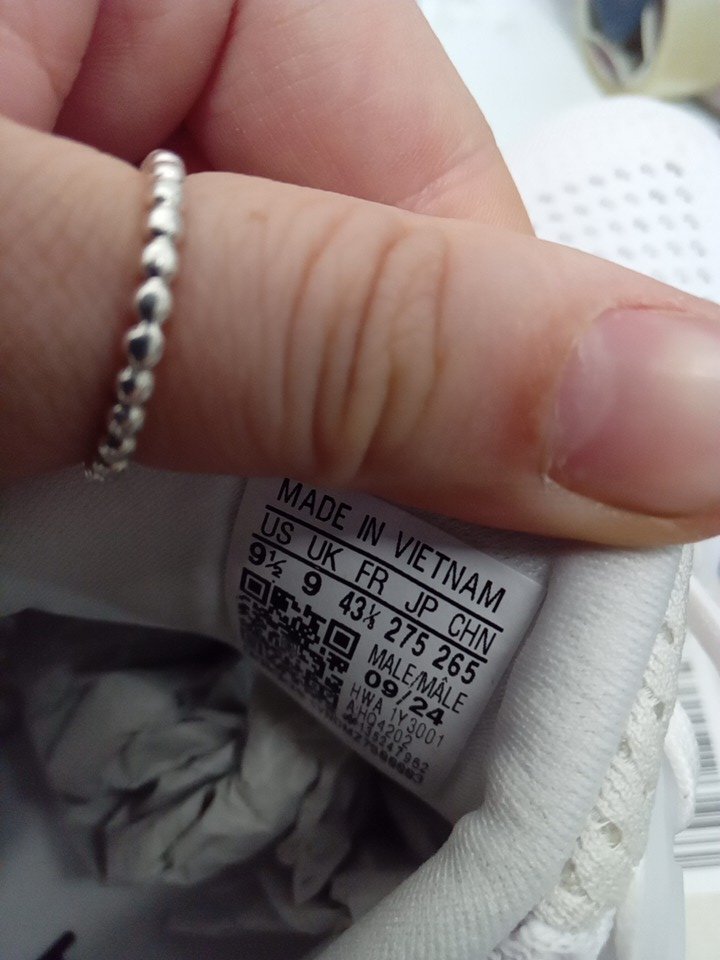 MADE IN VIETNAM
US UK FR JP CHN
9½ 9 43⅓ 275 265
MALE/MÂLE
09/24
HWA 1Y3001